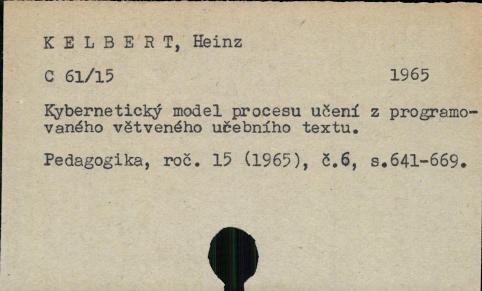 K E L B E R T, Heinz
C 61/15 1965
Kybernetický model procesu učení z programo-
vaného větveného učebního textu.
Pedagogika, roč. 15 (1965), č.6, s.641-669.